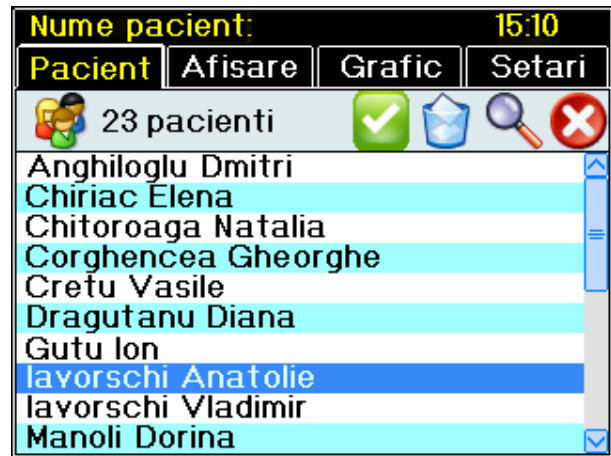 Nume pacient: 15:10
Pacient Afisare Grafic Setari
23 pacienti
Anghiloglu Dmitri
Chiriac Elena
Chitoroaga Natalia
Corghencea Gheorghe
Cretu Vasile
Dragutanu Diana
Gutu Ion
Iavorschi Anatolie
Iavorschi Vladimir
Manoli Dorina